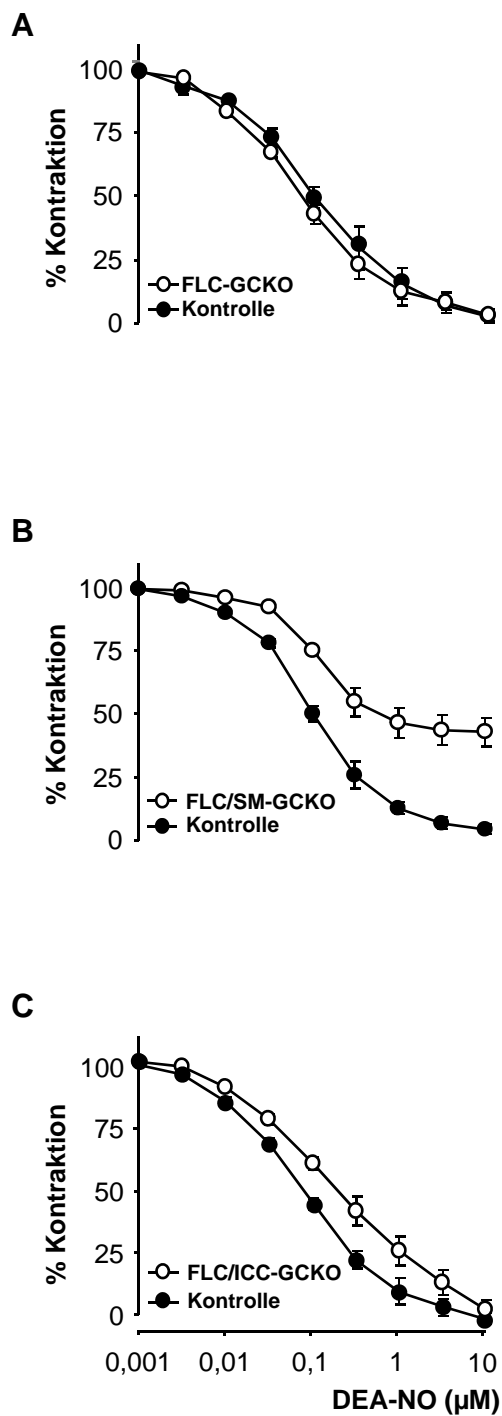 A
% Kontraktion
100
75
50
25
0
FLC-GCKO
Kontrolle
B
% Kontraktion
100
75
50
25
0
FLC/SM-GCKO
Kontrolle
C
% Kontraktion
100
75
50
25
0
FLC/ICC-GCKO
Kontrolle
0,001 0,01 0,1 1 10
DEA-NO (µM)